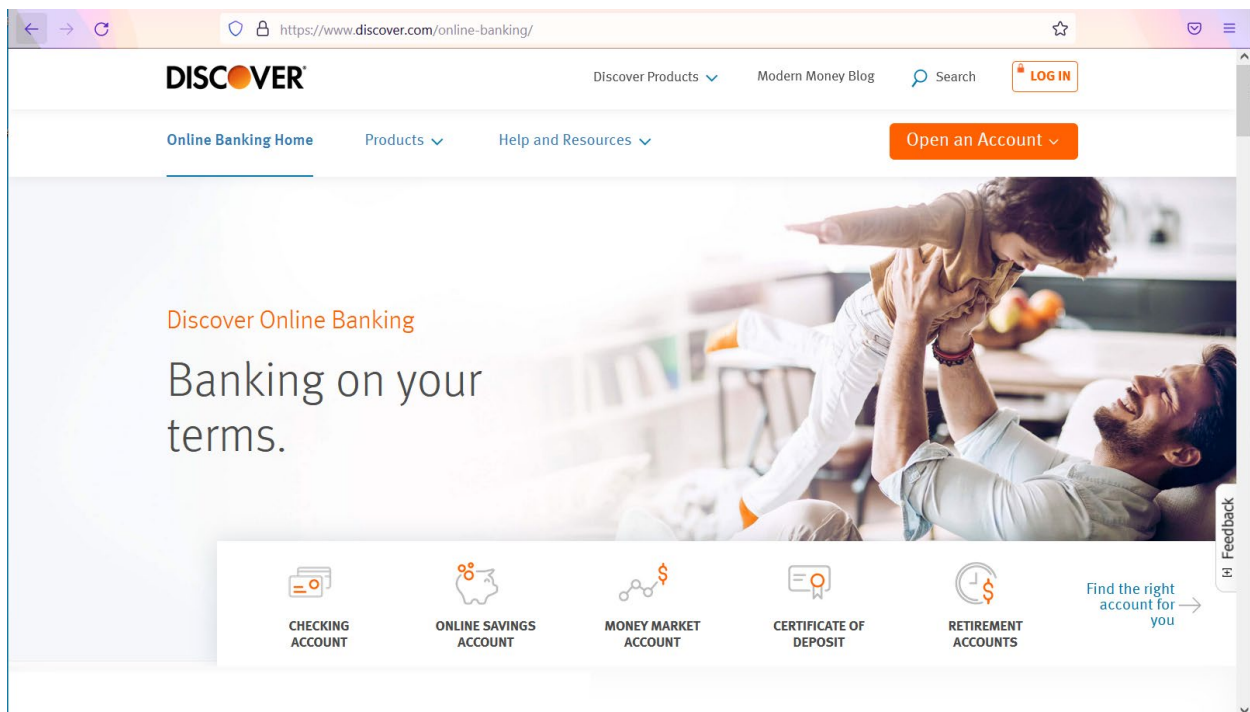 https://www.discover.com/online-banking/
DISCOVER
Discover Products
Modern Money Blog
Search
LOG IN
Online Banking Home
Products
Help and Resources
Open an Account
Discover Online Banking
Banking on your
terms.
[+] Feedback
CHECKING
ACCOUNT
ONLINE SAVINGS
ACCOUNT
MONEY MARKET
ACCOUNT
CERTIFICATE OF
DEPOSIT
RETIREMENT
ACCOUNTS
Find the right
account for
you